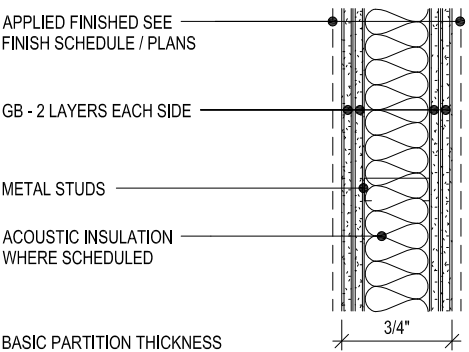 APPLIED FINISHED SEE
FINISH SCHEDULE / PLANS
GB - 2 LAYERS EACH SIDE
METAL STUDS
ACOUSTIC INSULATION
WHERE SCHEDULED
BASIC PARTITION THICKNESS
3/4"